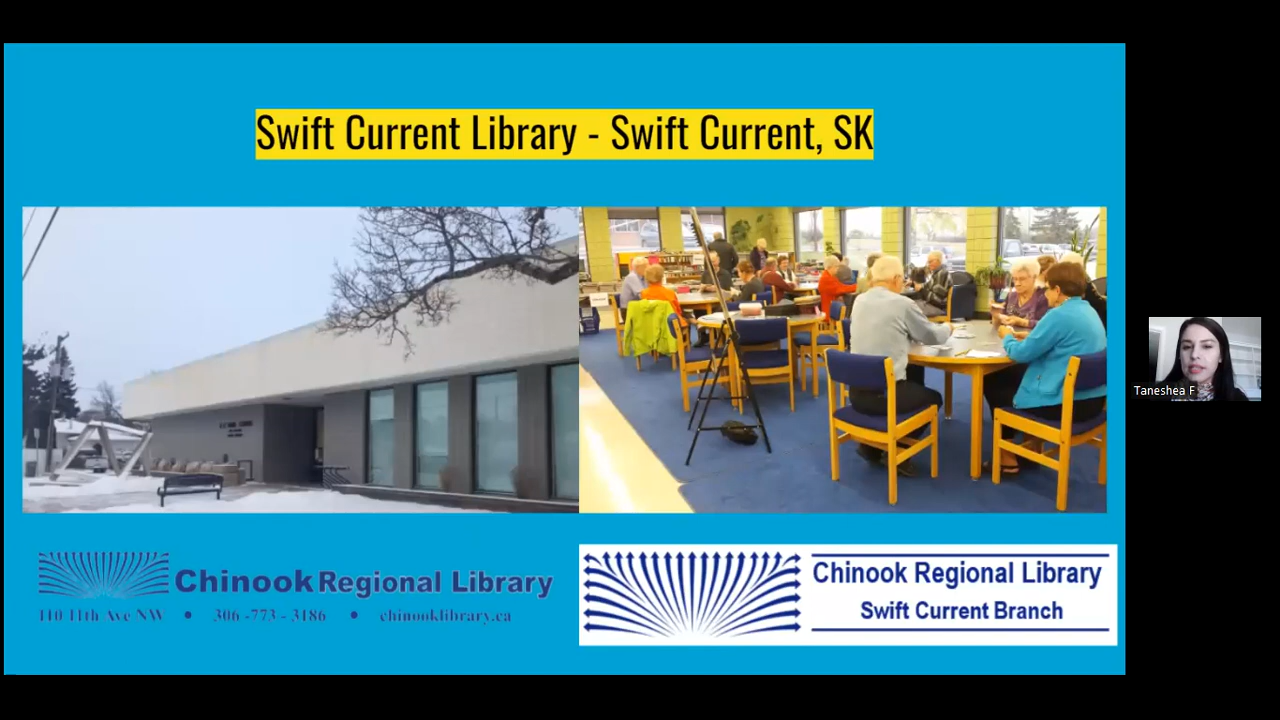 Swift Current Library - Swift Current, SK
Chinook Regional Library
110 11th Ave NW • 306 -773 - 3186 • chinooklibrary.ca
Chinook Regional Library
Swift Current Branch
Taneshea F